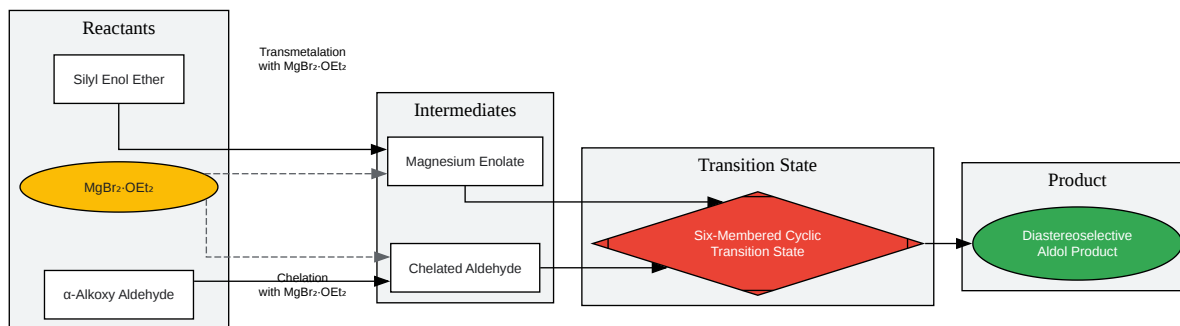 Reactants
Silyl Enol Ether
MgBr₂·OEt₂
α-Alkoxy Aldehyde
Transmetalation
with MgBr₂·OEt₂
Chelation
with MgBr₂·OEt₂
Intermediates
Magnesium Enolate
Chelated Aldehyde
Transition State
Six-Membered Cyclic
Transition State
Product
Diastereoselective
Aldol Product